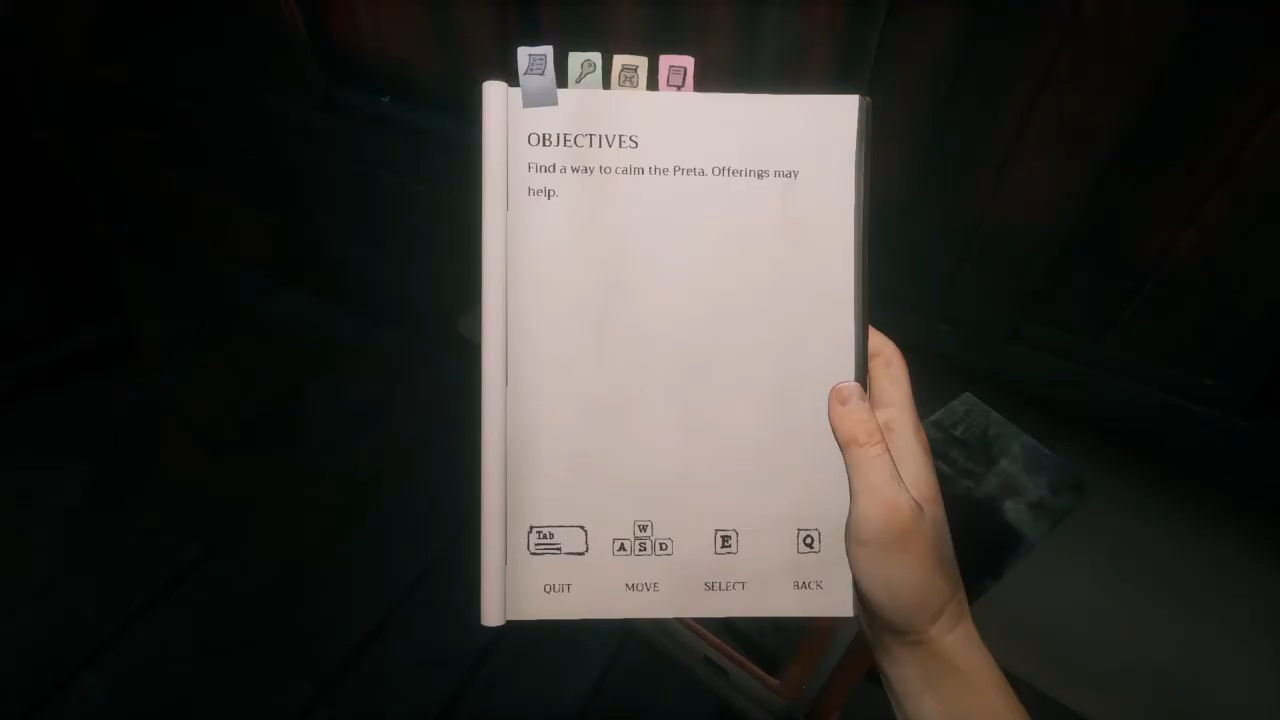 OBJECTIVES
Find a way to calm the Preta. Offerings may
help.
Tab
W
A S D
E
Q
QUIT MOVE SELECT BACK